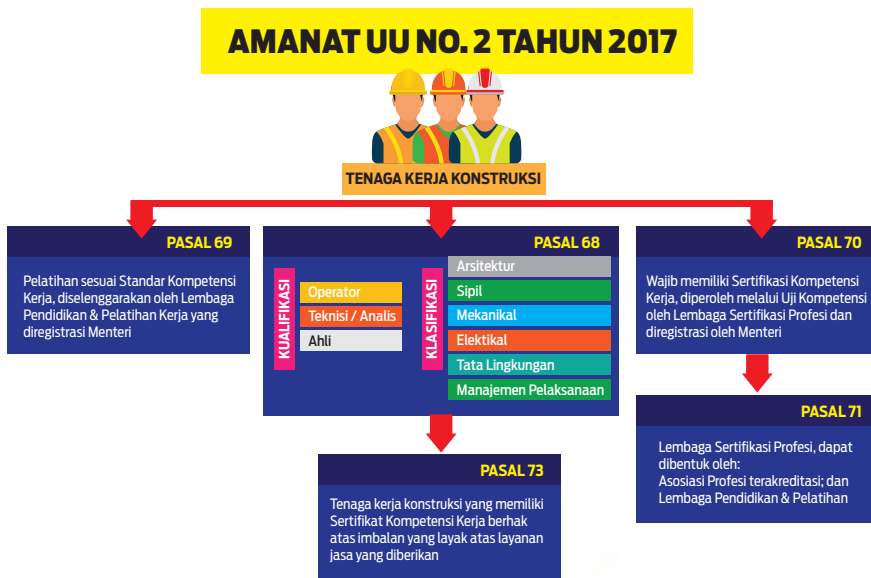 AMANAT UU NO. 2 TAHUN 2017
TENAGA KERJA KONSTRUKSI
PASAL 69
Pelatihan sesuai Standar Kompetensi
Kerja, diselenggarakan oleh Lembaga
Pendidikan & Pelatihan Kerja yang
diregistrasi Menteri
PASAL 68
KUALIFIKASI
Operator
Teknisi / Analis
Ahli
KLASIFIKASI
Arsitektur
Sipil
Mekanikal
Elektikal
Tata Lingkungan
Manajemen Pelaksanaan
PASAL 70
Wajib memiliki Sertifikasi Kompetensi
Kerja, diperoleh melalui Uji Kompetensi
oleh Lembaga Sertifikasi Profesi dan
diregistrasi oleh Menteri
PASAL 71
Lembaga Sertifikasi Profesi, dapat
dibentuk oleh:
Asosiasi Profesi terakreditasi; dan
Lembaga Pendidikan & Pelatihan
PASAL 73
Tenaga kerja konstruksi yang memiliki
Sertifikat Kompetensi Kerja berhak
atas imbalan yang layak atas layanan
jasa yang diberikan